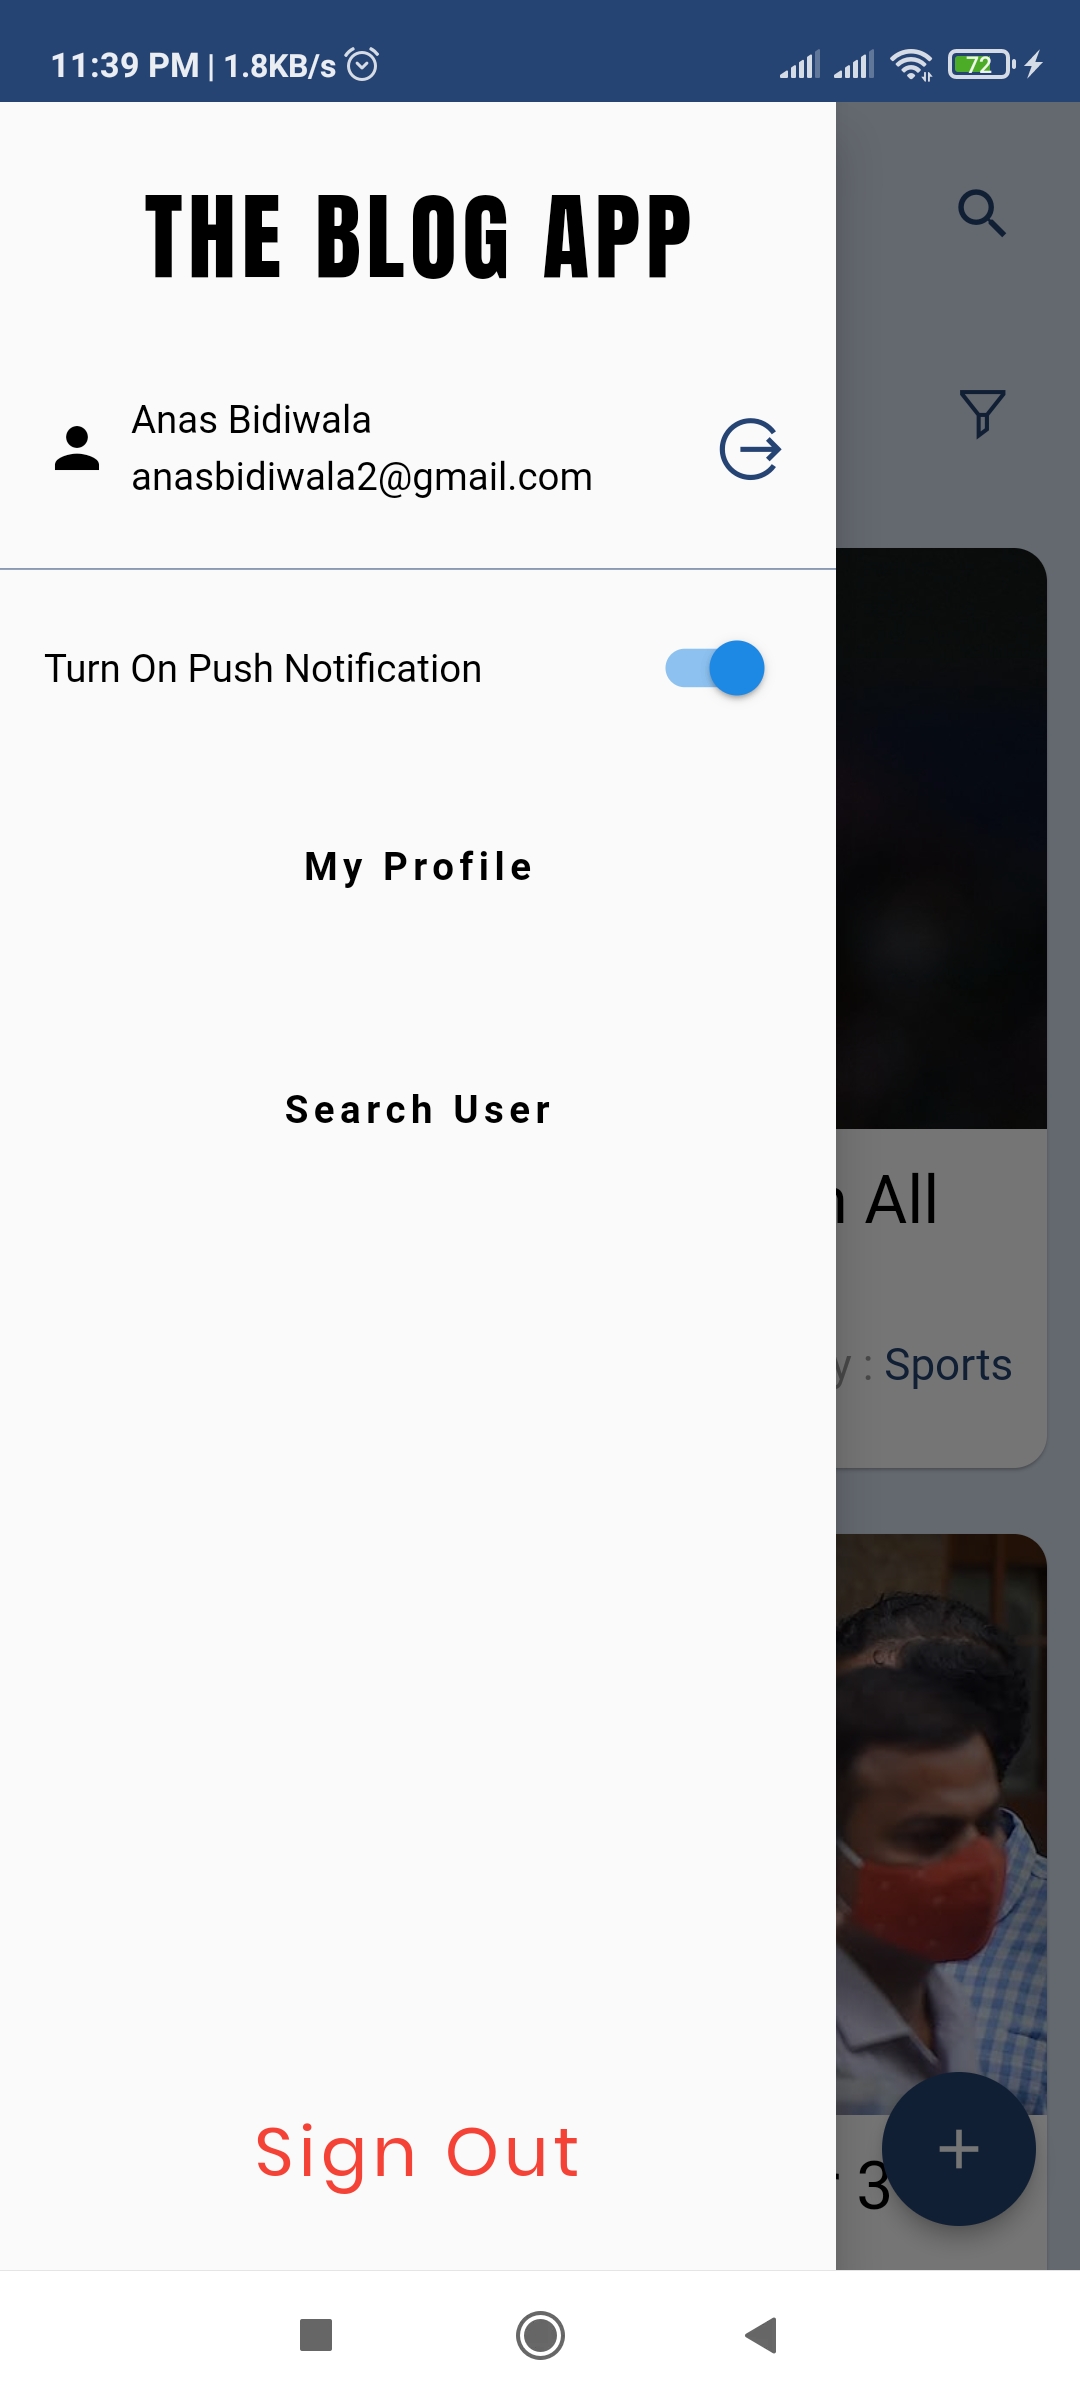 11:39 PM | 1.8KB/s
72
THE BLOG APP
Anas Bidiwala
anasbidiwala2@gmail.com
Turn On Push Notification
My Profile
Search User
All
: Sports
3
Sign Out